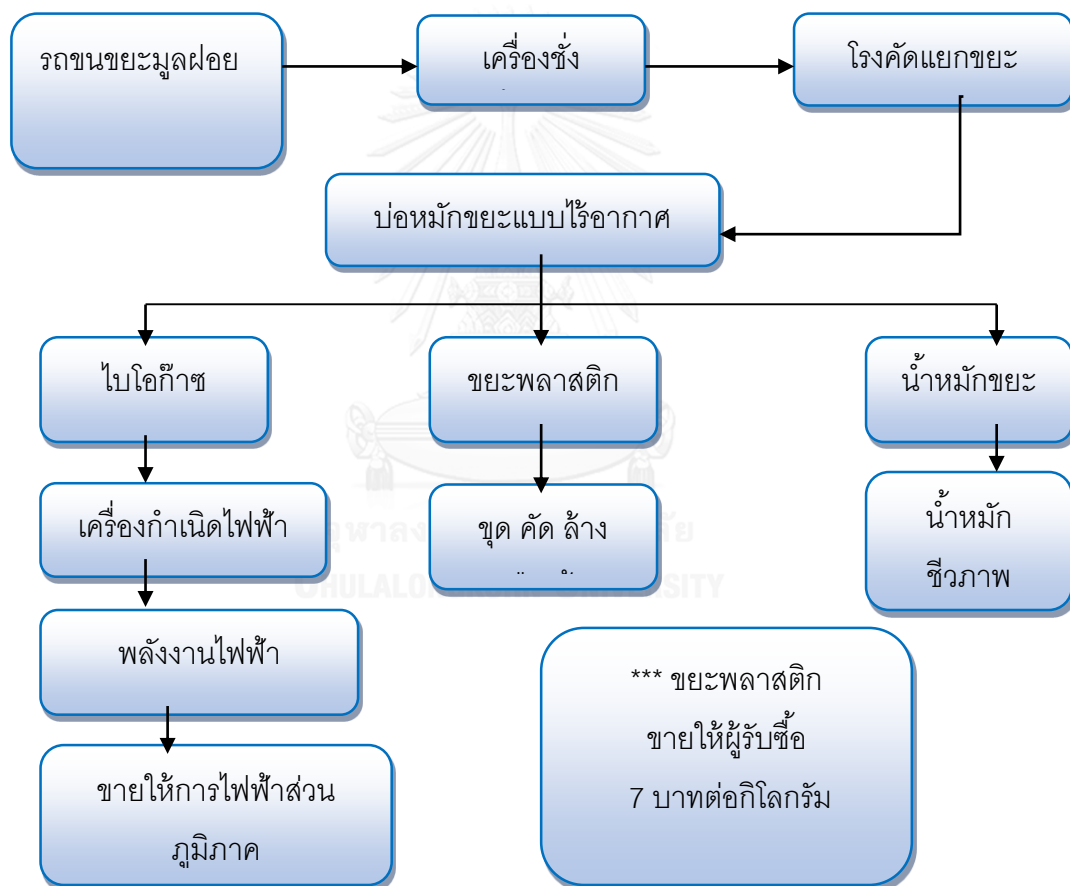 รถขนขยะมูลฝอย
เครื่องชั่ง
โรงคัดแยกขยะ
บ่อหมักขยะแบบไร้อากาศ
ไบโอก๊าซ
ขยะพลาสติก
น้ำหมักขยะ
เครื่องกำเนิดไฟฟ้า
ขุด คัด ล้าง
น้ำหมัก
ชีวภาพ
พลังงานไฟฟ้า
*** ขยะพลาสติก
ขายให้ผู้รับซื้อ
7 บาทต่อกิโลกรัม
ขายให้การไฟฟ้าส่วน
ภูมิภาค